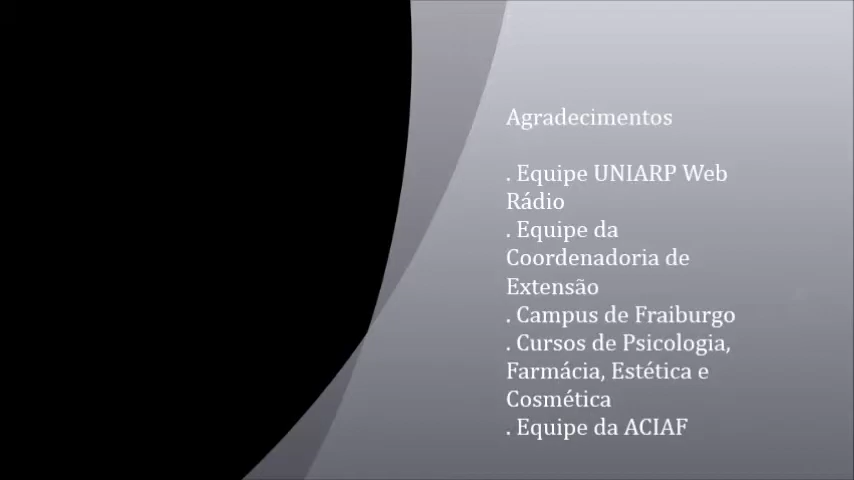 Agradecimentos
. Equipe UNIARP Web
Rádio
. Equipe da
Coordenadoria de
Extensão
. Campus de Fraiburgo
. Cursos de Psicologia,
Farmácia, Estética e
Cosmética
. Equipe da ACIAF